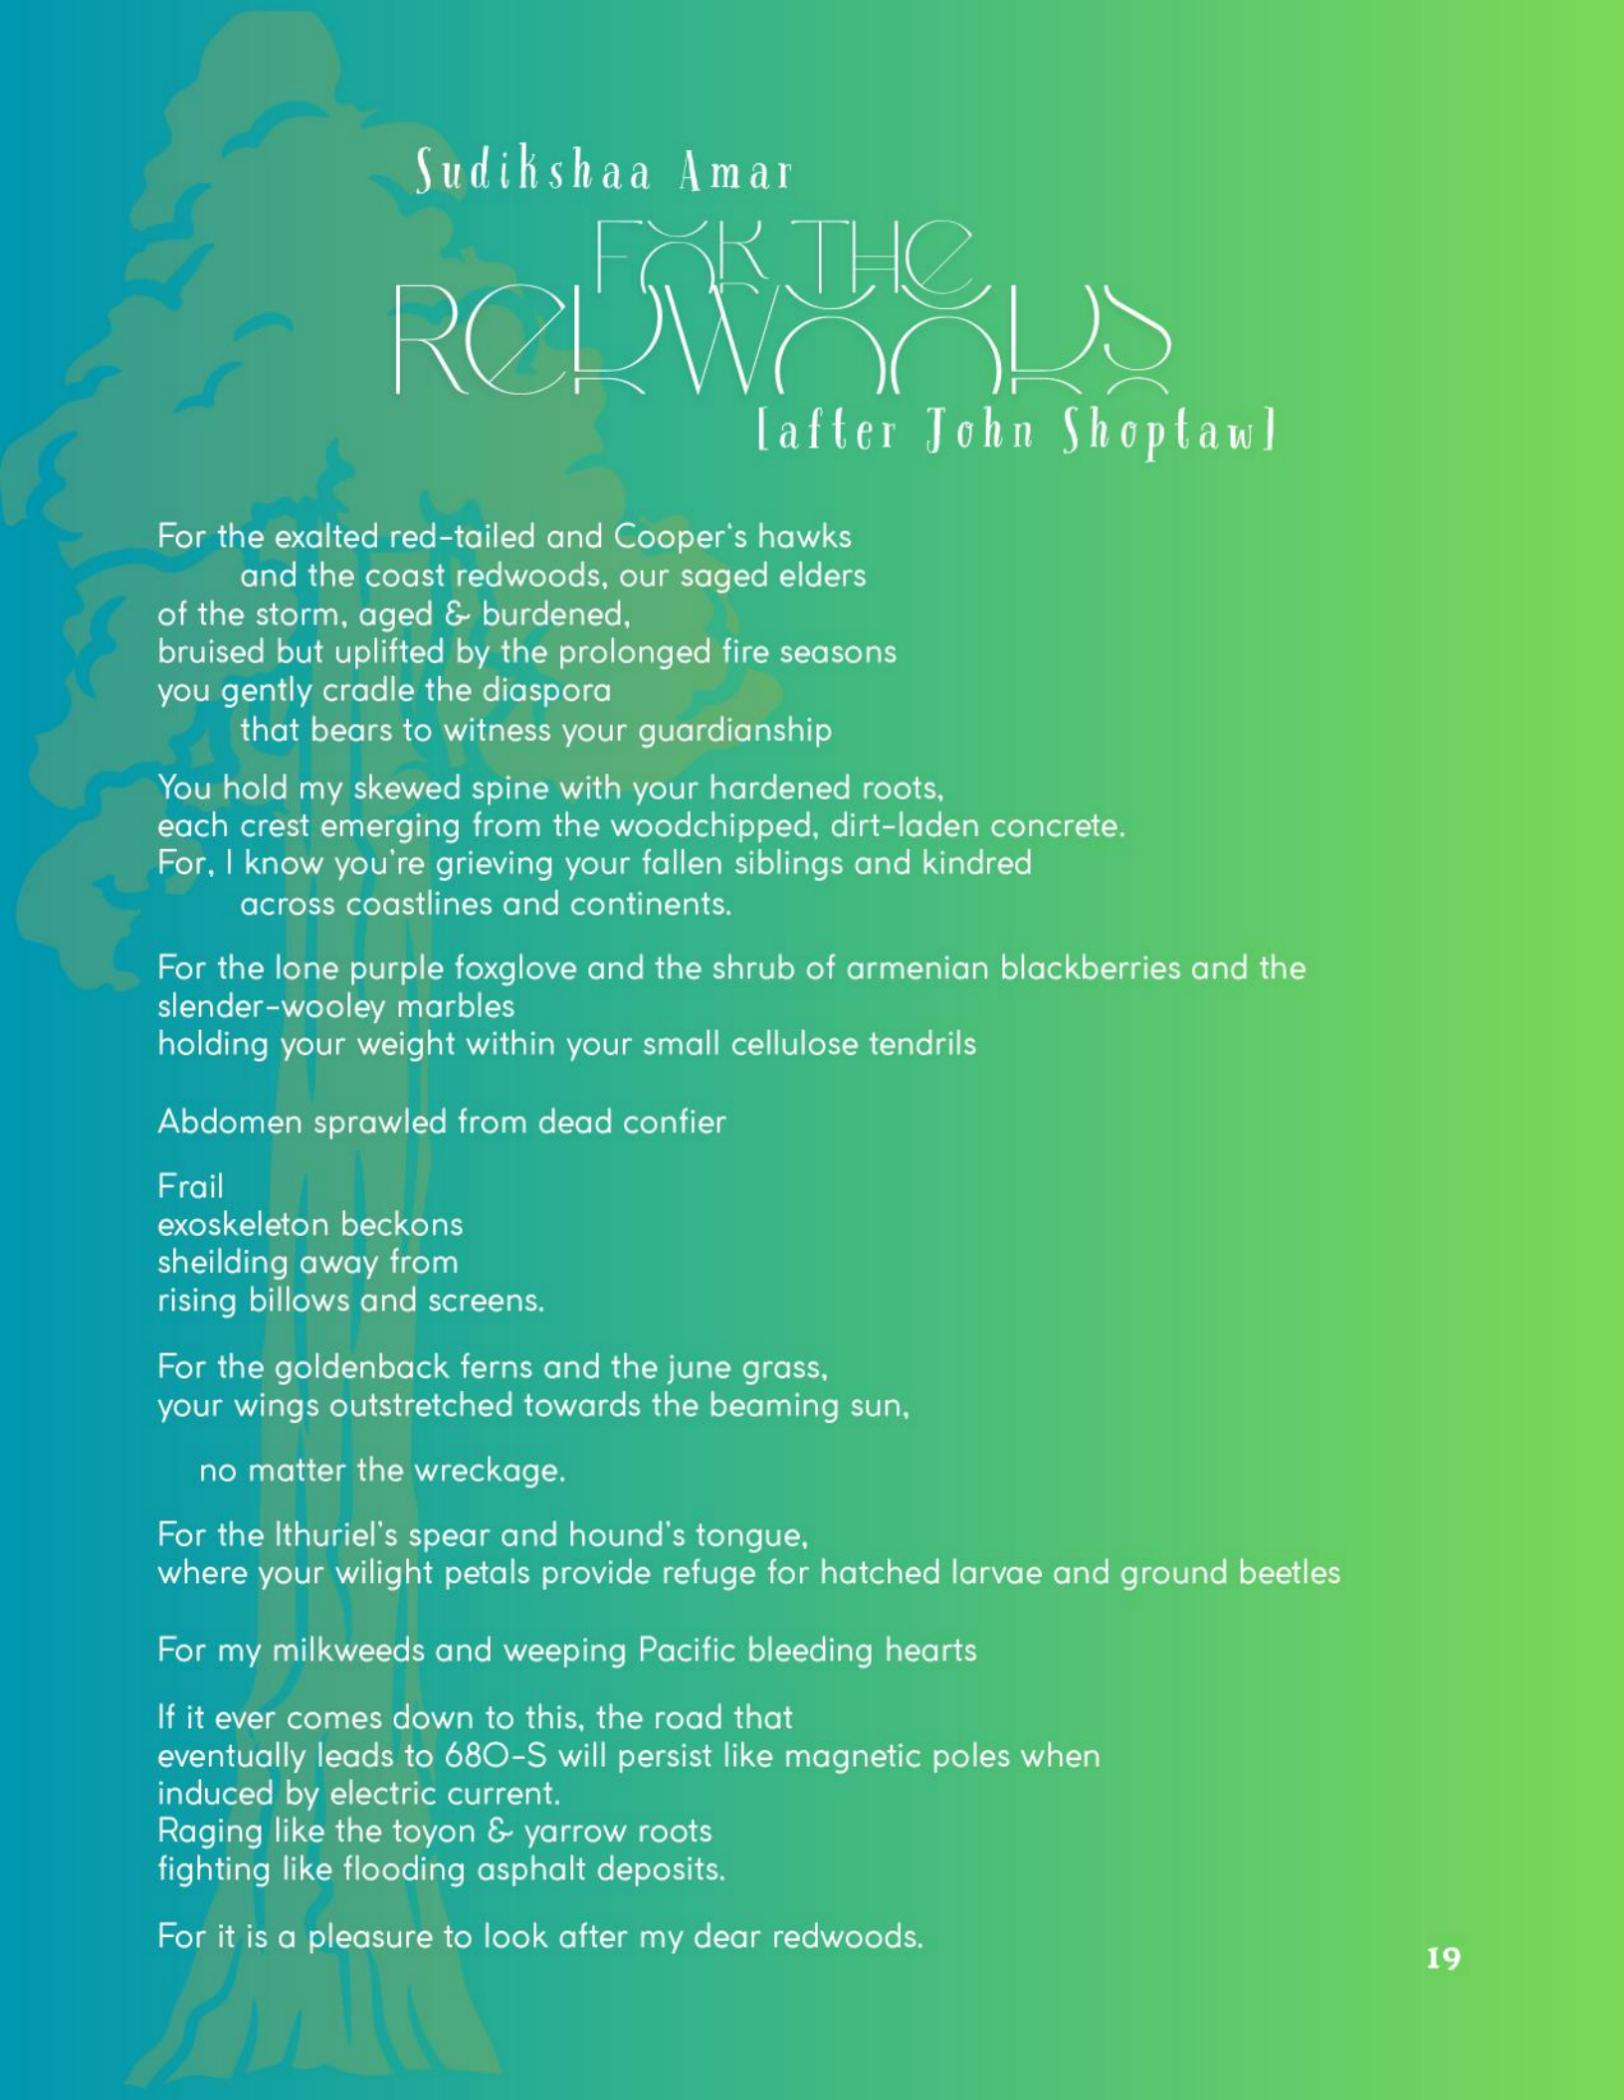 Sudikshaa Amar
FOR THE
REDWOODS
[after John Shoptaw]
For the exalted red-tailed and Cooper's hawks
and the coast redwoods, our saged elders
of the storm, aged & burdened,
bruised but uplifted by the prolonged fire seasons
you gently cradle the diaspora
that bears to witness your guardianship
You hold my skewed spine with your hardened roots,
each crest emerging from the woodchipped, dirt-laden concrete.
For, I know you're grieving your fallen siblings and kindred
across coastlines and continents.
For the lone purple foxglove and the shrub of armenian blackberries and the
slender-wooley marbles
holding your weight within your small cellulose tendrils
Abdomen sprawled from dead confier
Frail
exoskeleton beckons
sheilding away from
rising billows and screens.
For the goldenback ferns and the june grass,
your wings outstretched towards the beaming sun,
no matter the wreckage.
For the Ithuriel's spear and hound's tongue,
where your wilight petals provide refuge for hatched larvae and ground beetles
For my milkweeds and weeping Pacific bleeding hearts
If it ever comes down to this, the road that
eventually leads to 680-S will persist like magnetic poles when
induced by electric current.
Raging like the toyon & yarrow roots
fighting like flooding asphalt deposits.
For it is a pleasure to look after my dear redwoods.
19